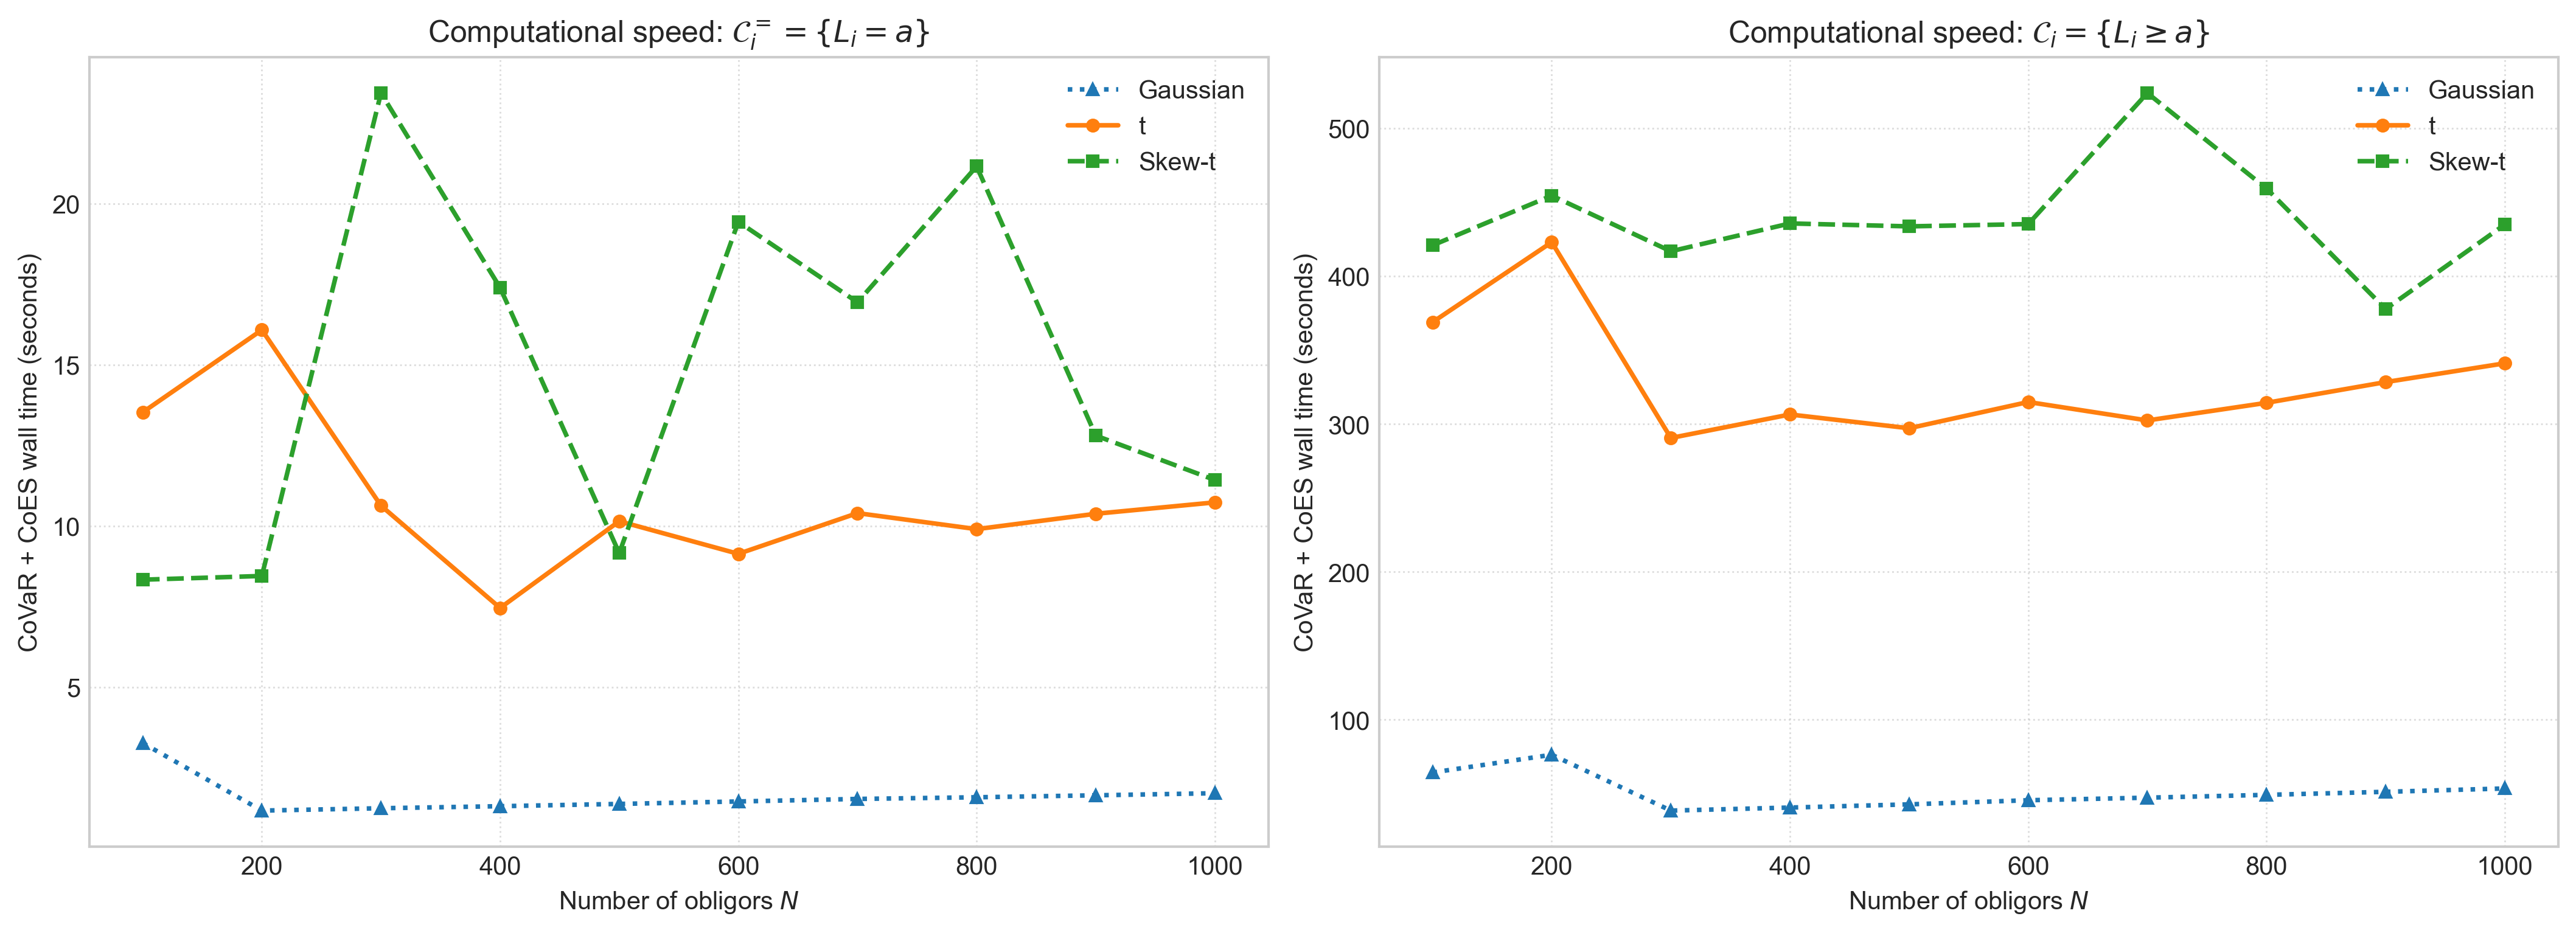 Computational speed: 𝒞ᵢ⁼ = {Lᵢ = a}
Gaussian
t
Skew-t
20
15
10
5
CoVaR + CoES wall time (seconds)
200 400 600 800 1000
Number of obligors N
Computational speed: 𝒞ᵢ = {Lᵢ ≥ a}
Gaussian
t
Skew-t
500
400
300
200
100
CoVaR + CoES wall time (seconds)
200 400 600 800 1000
Number of obligors N